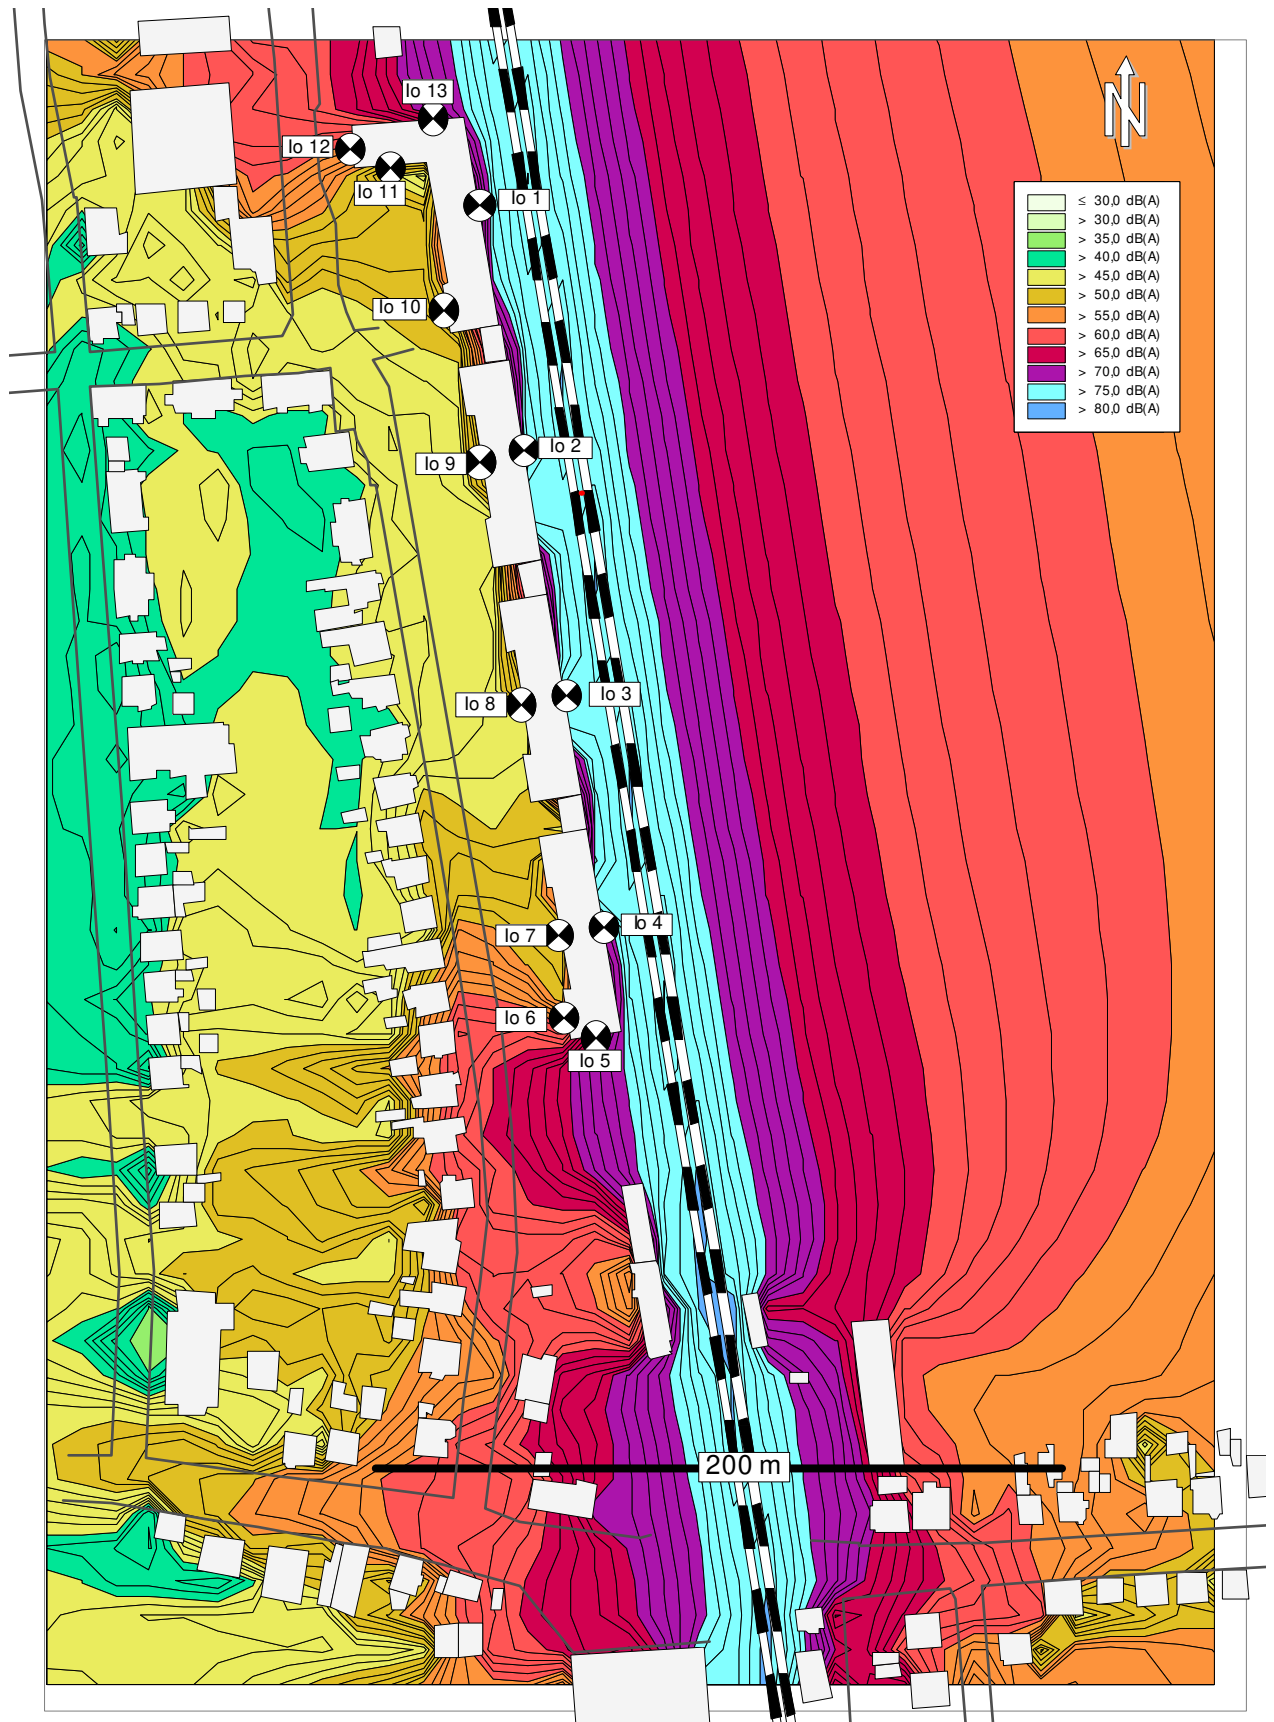 Io 13
N
Io 12
Io 11
Io 1
≤ 30,0 dB(A)
> 30,0 dB(A)
> 35,0 dB(A)
> 40,0 dB(A)
> 45,0 dB(A)
> 50,0 dB(A)
> 55,0 dB(A)
> 60,0 dB(A)
> 65,0 dB(A)
> 70,0 dB(A)
> 75,0 dB(A)
> 80,0 dB(A)
Io 10
Io 2
Io 9
Io 3
Io 8
Io 4
Io 7
Io 6
Io 5
200 m